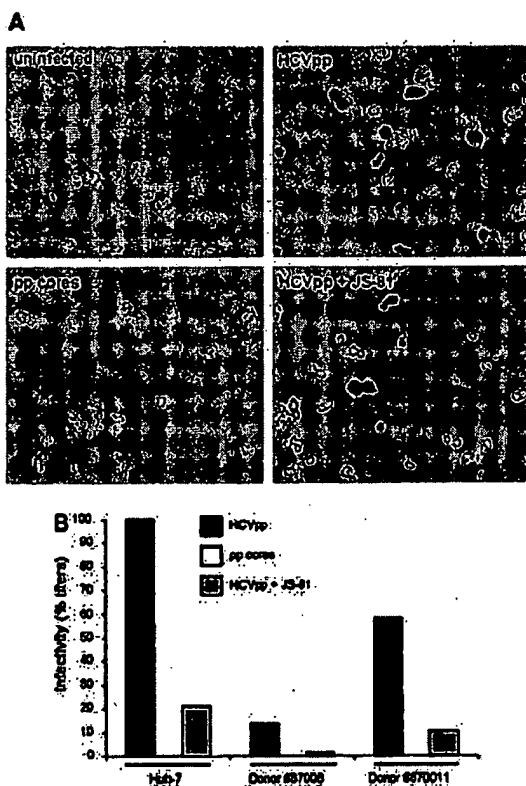 A
uninfected
HCVpp
pp cores
HCVpp + JS-81
B
Infectivity (% titers)
100
90
80
70
60
50
40
30
20
10
0
HCVpp
pp cores
HCVpp + JS-81
Huh-7
Donor
Donor